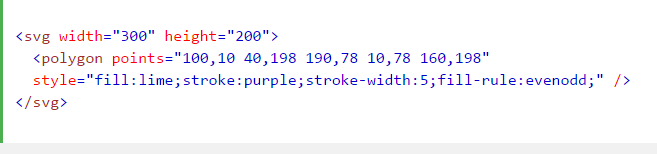 <svg width="300" height="200">
<polygon points="100,10 40,198 190,78 10,78 160,198"
style="fill:lime;stroke:purple;stroke-width:5;fill-rule:evenodd;" />
</svg>